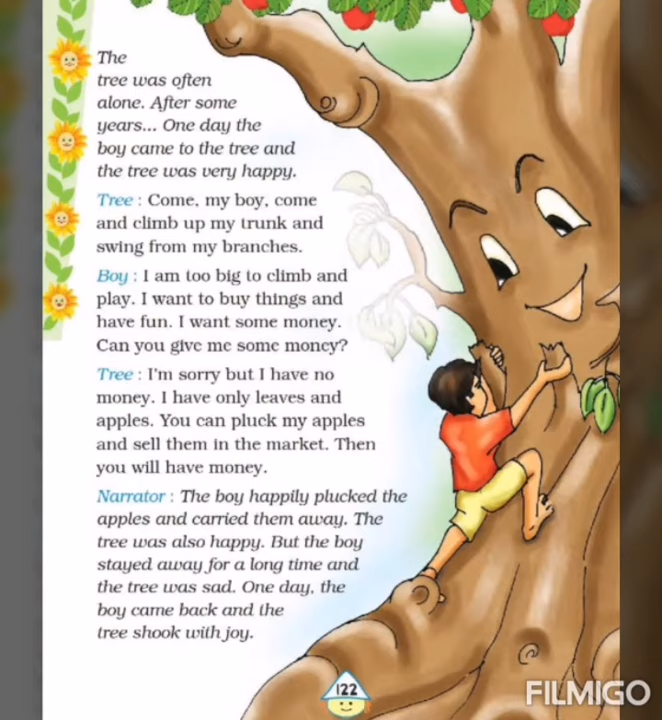 The
tree was often
alone. After some
years... One day the
boy came to the tree and
the tree was very happy.
Tree : Come, my boy, come
and climb up my trunk and
swing from my branches.
Boy : I am too big to climb and
play. I want to buy things and
have fun. I want some money.
Can you give me some money?
Tree : I'm sorry but I have no
money. I have only leaves and
apples. You can pluck my apples
and sell them in the market. Then
you will have money.
Narrator : The boy happily plucked the
apples and carried them away. The
tree was also happy. But the boy
stayed away for a long time and
the tree was sad. One day, the
boy came back and the
tree shook with joy.
122
FILMIGO